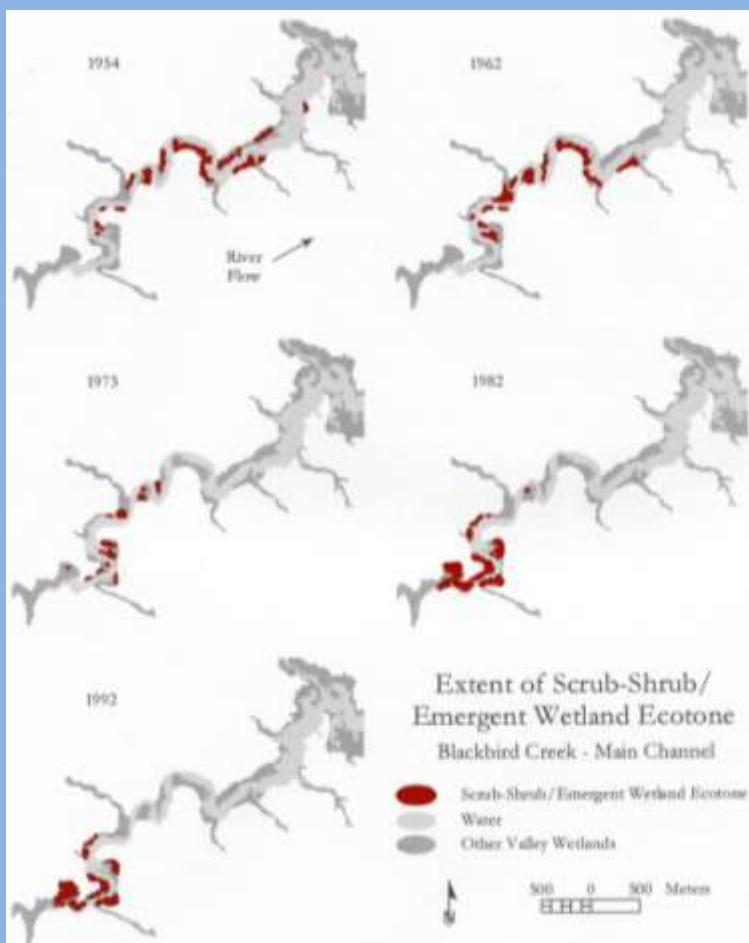 1954
1962
River
Flow
1973
1982
1992
Extent of Scrub-Shrub/
Emergent Wetland Ecotone
Blackbird Creek - Main Channel
Scrub-Shrub/Emergent Wetland Ecotone
Water
Other Valley Wetlands
500 0 500 Meters
N